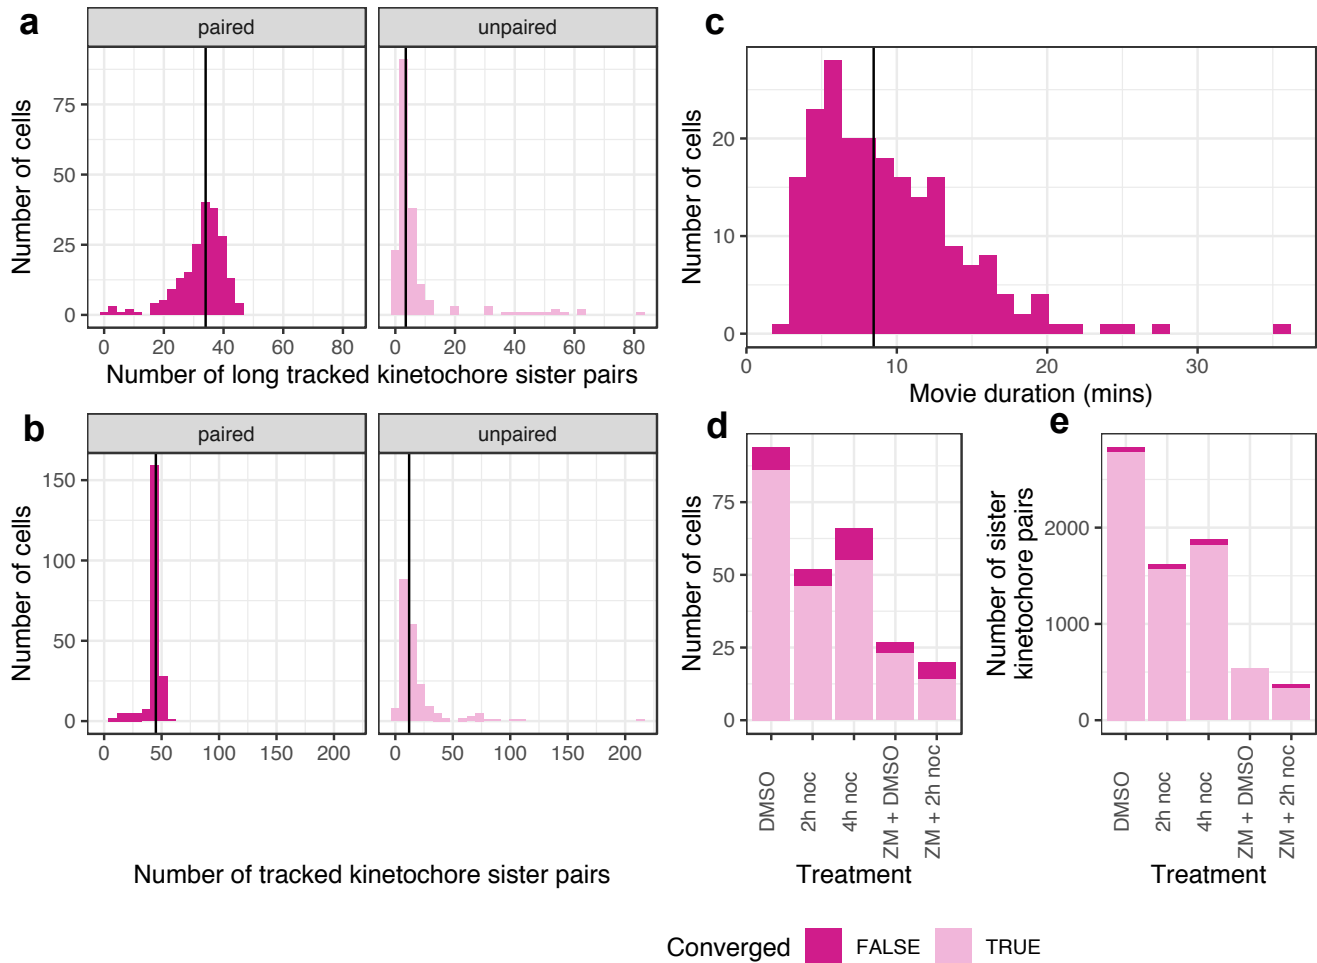 a
paired
unpaired
Number of cells
75
50
25
0
0 20 40 60 80
0 20 40 60 80
Number of long tracked kinetochore sister pairs
b
paired
unpaired
Number of cells
150
100
50
0
0 50 100 150 200
0 50 100 150 200
Number of tracked kinetochore sister pairs
c
Number of cells
20
10
0
0 10 20 30
Movie duration (mins)
d
Number of cells
75
50
25
0
DMSO
2h noc
4h noc
ZM + DMSO
ZM + 2h noc
Treatment
e
Number of sister
kinetochore pairs
2000
1000
0
DMSO
2h noc
4h noc
ZM + DMSO
ZM + 2h noc
Treatment
Converged FALSE TRUE